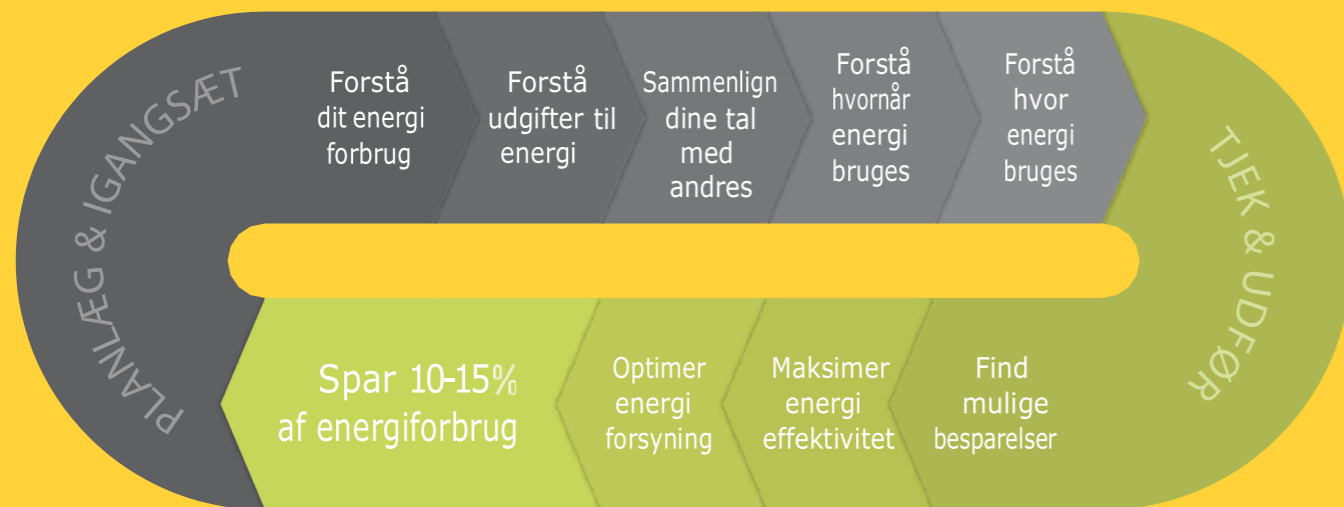 PLANLÆG & IGANGSÆT
Forstå
dit energi
forbrug
Forstå
udgifter til
energi
Sammenlign
dine tal
med
andres
Forstå
hvornår
energi
bruges
Forstå
hvor
energi
bruges
TJEK & UDFØR
Find
mulige
besparelser
Maksimer
energi
effektivitet
Optimer
energi
forsyning
Spar 10-15%
af energiforbrug